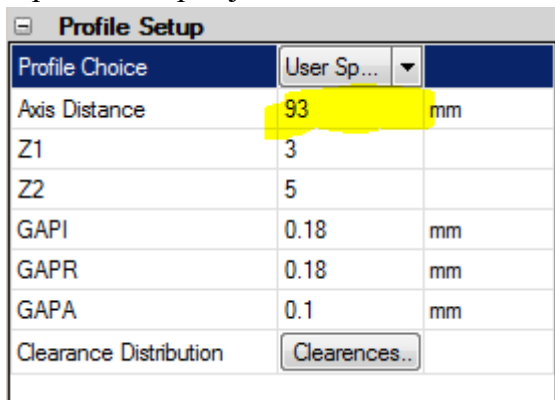 Profile Setup
Profile Choice User Sp...
Axis Distance 93 mm
Z1 3
Z2 5
GAPI 0.18 mm
GAPR 0.18 mm
GAPA 0.1 mm
Clearance Distribution Clearences..